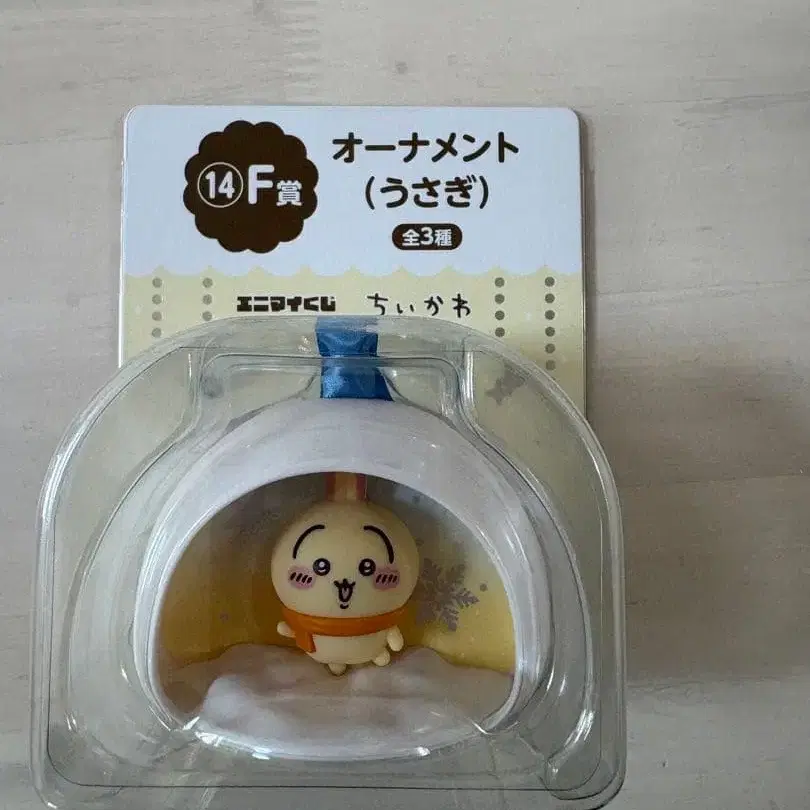 ⑭F賞
オーナメント
(うさぎ)
全3種
エニマイくじ ちいかわ